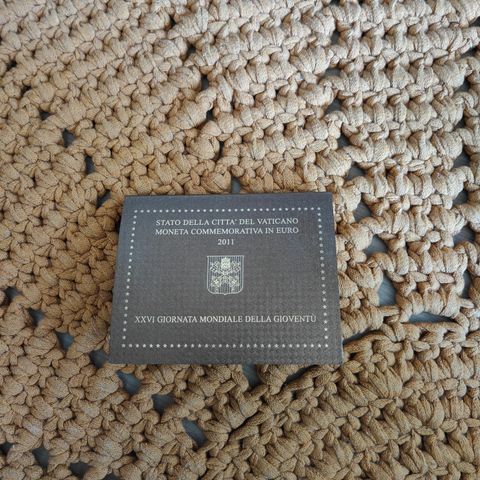 STATO DELLA CITTA' DEL VATICANO
MONETA COMMEMORATIVA IN EURO
2011
XXVI GIORNATA MONDIALE DELLA GIOVENTÙ